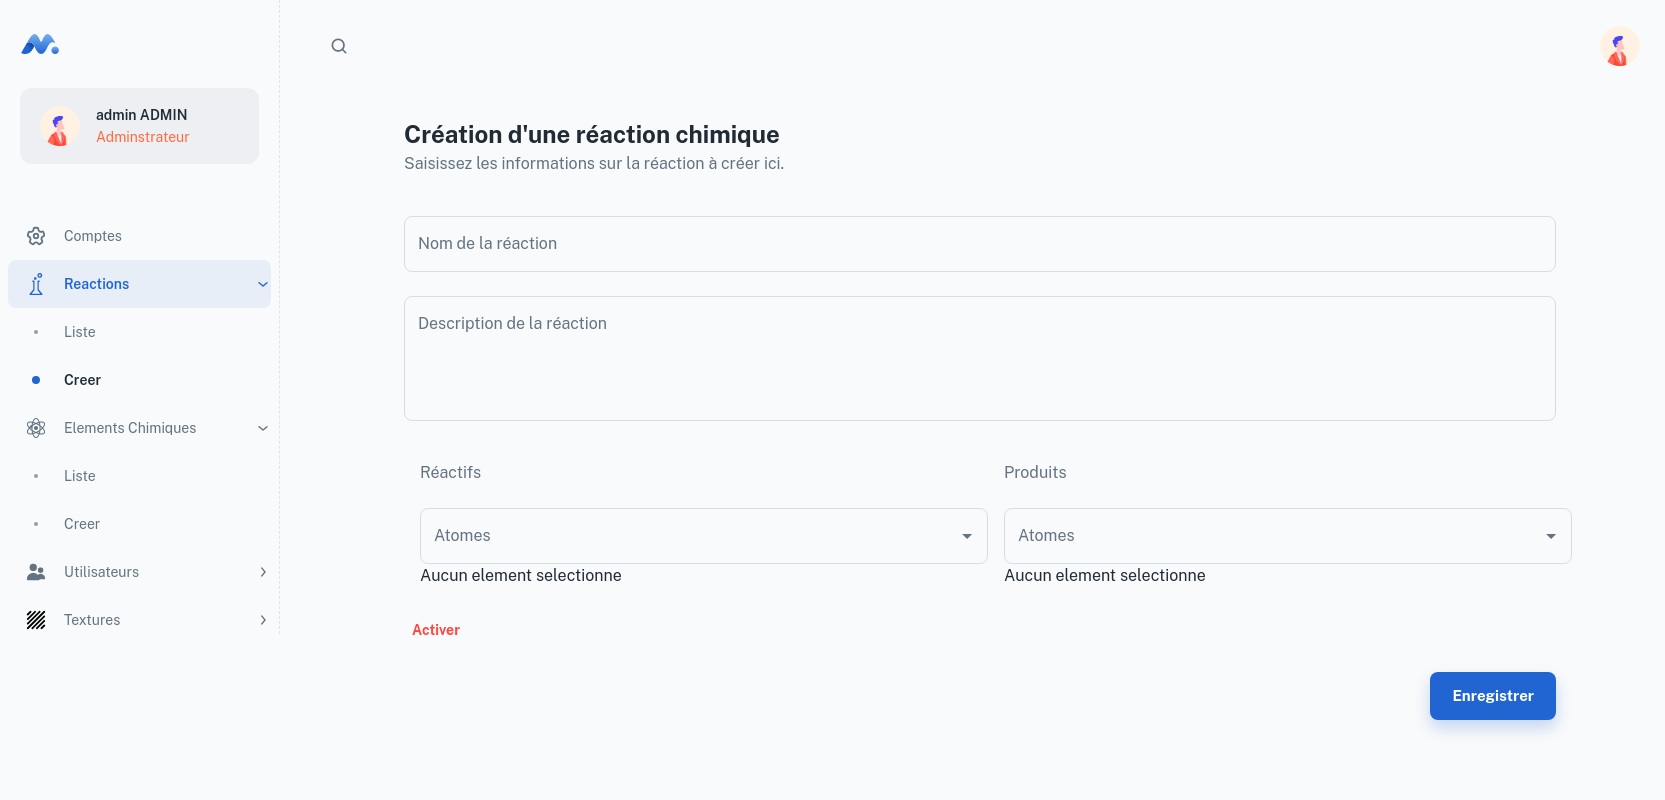 admin ADMIN
Adminstrateur
Comptes
Reactions
Liste
Creer
Elements Chimiques
Liste
Creer
Utilisateurs
Textures
Création d'une réaction chimique
Saisissez les informations sur la réaction à créer ici.
Nom de la réaction
Description de la réaction
Réactifs
Produits
Atomes
Atomes
Aucun element selectionne
Aucun element selectionne
Activer
Enregistrer